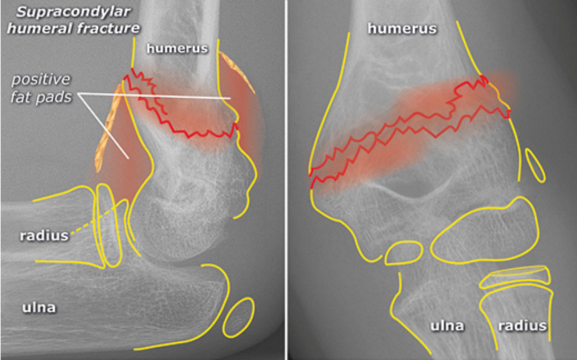 Supracondylar
humeral fracture
humerus
positive
fat pads
radius
ulna
humerus
ulna
radius